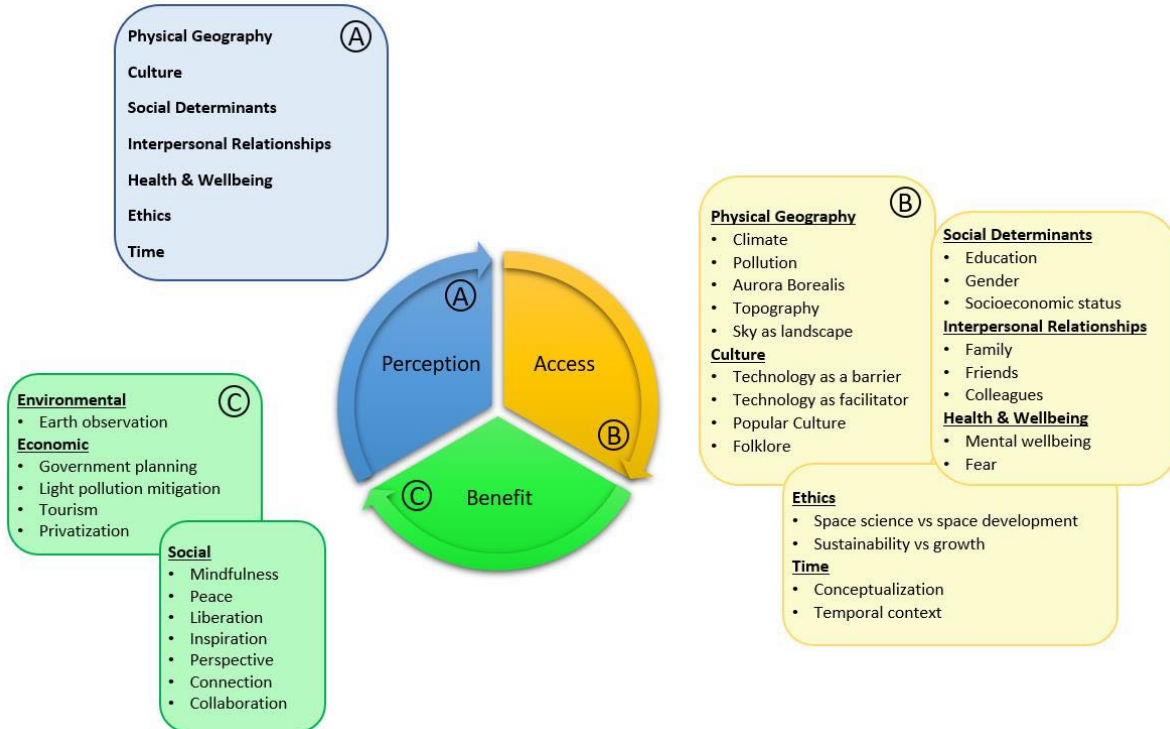 Physical Geography
Ⓐ
Culture
Social Determinants
Interpersonal Relationships
Health & Wellbeing
Ethics
Time
Ⓐ
Perception
Access
Ⓑ
Ⓒ
Benefit
Ⓑ
Physical Geography
• Climate
• Pollution
• Aurora Borealis
• Topography
• Sky as landscape
Culture
• Technology as a barrier
• Technology as facilitator
• Popular Culture
• Folklore
Social Determinants
• Education
• Gender
• Socioeconomic status
Interpersonal Relationships
• Family
• Friends
• Colleagues
Health & Wellbeing
• Mental wellbeing
• Fear
Ethics
• Space science vs space development
• Sustainability vs growth
Time
• Conceptualization
• Temporal context
Ⓒ
Environmental
• Earth observation
Economic
• Government planning
• Light pollution mitigation
• Tourism
• Privatization
Social
• Mindfulness
• Peace
• Liberation
• Inspiration
• Perspective
• Connection
• Collaboration